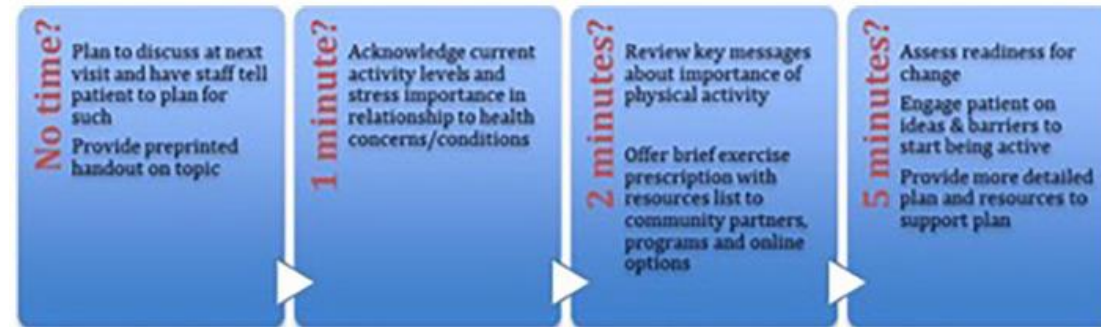 No time?
Plan to discuss at next
visit and have staff tell
patient to plan for
such
Provide preprinted
handout on topic
1 minute?
Acknowledge current
activity levels and
stress importance in
relationship to health
concerns/conditions
2 minutes?
Review key messages
about importance of
physical activity
Offer brief exercise
prescription with
resources list to
community partners,
programs and online
options
5 minutes?
Assess readiness for
change
Engage patient on
ideas & barriers to
start being active
Provide more detailed
plan and resources to
support plan